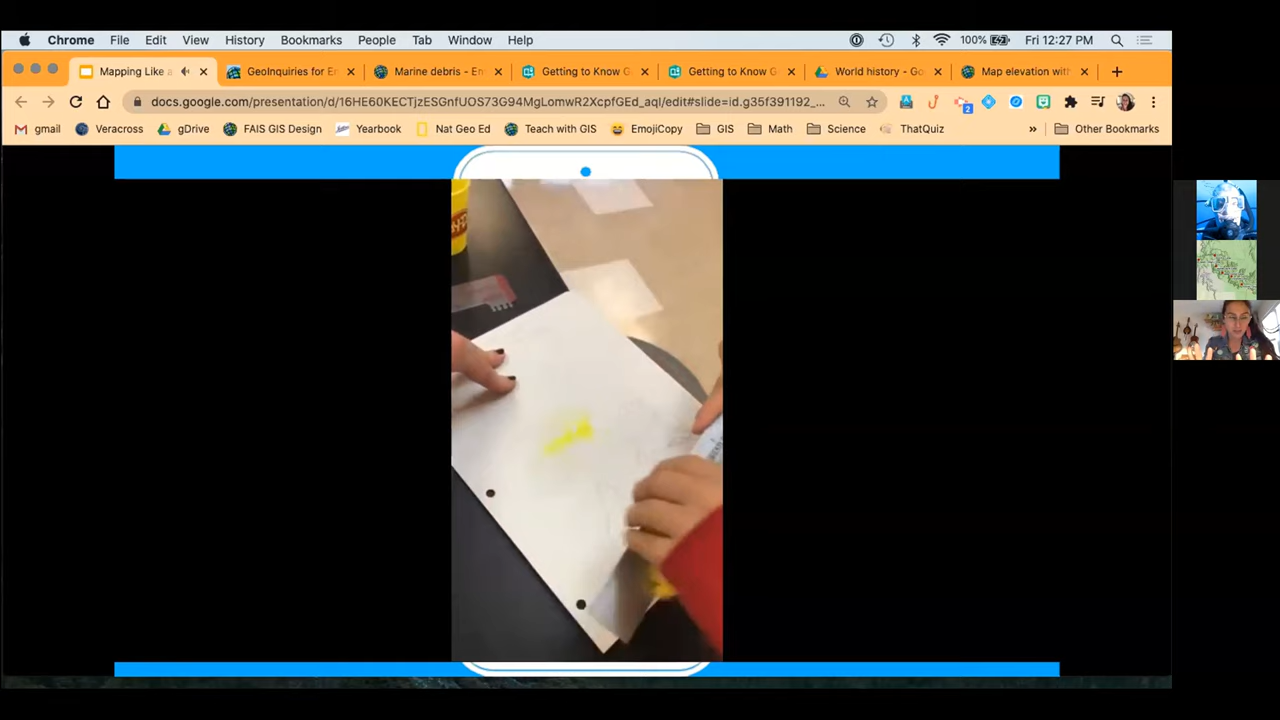 Chrome File Edit View History Bookmarks People Tab Window Help 100% Fri 12:27 PM
Mapping Like a GeoInquiries for E Marine debris - En Getting to Know G Getting to Know G World history - Go Map elevation with
docs.google.com/presentation/d/16HE60KECTjzESGnfUOS73G94MgLomwR2XcpfGEd_aqI/edit#slide=id.g35f391192_... 2
gmail Veracross gDrive FAIS GIS Design Yearbook Nat Geo Ed Teach with GIS EmojiCopy GIS Math Science ThatQuiz » Other Bookmarks